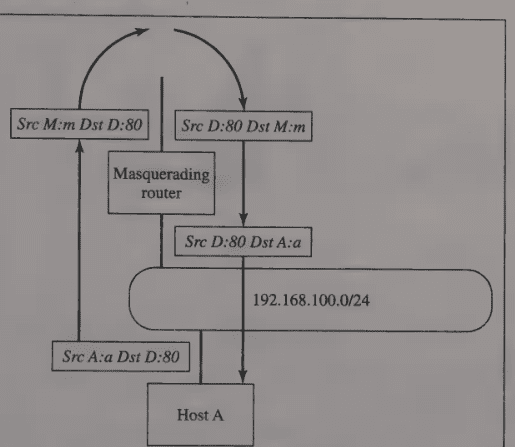 Src M:m Dst D:80
Src D:80 Dst M:m
Masquerading
router
Src D:80 Dst A:a
192.168.100.0/24
Src A:a Dst D:80
Host A